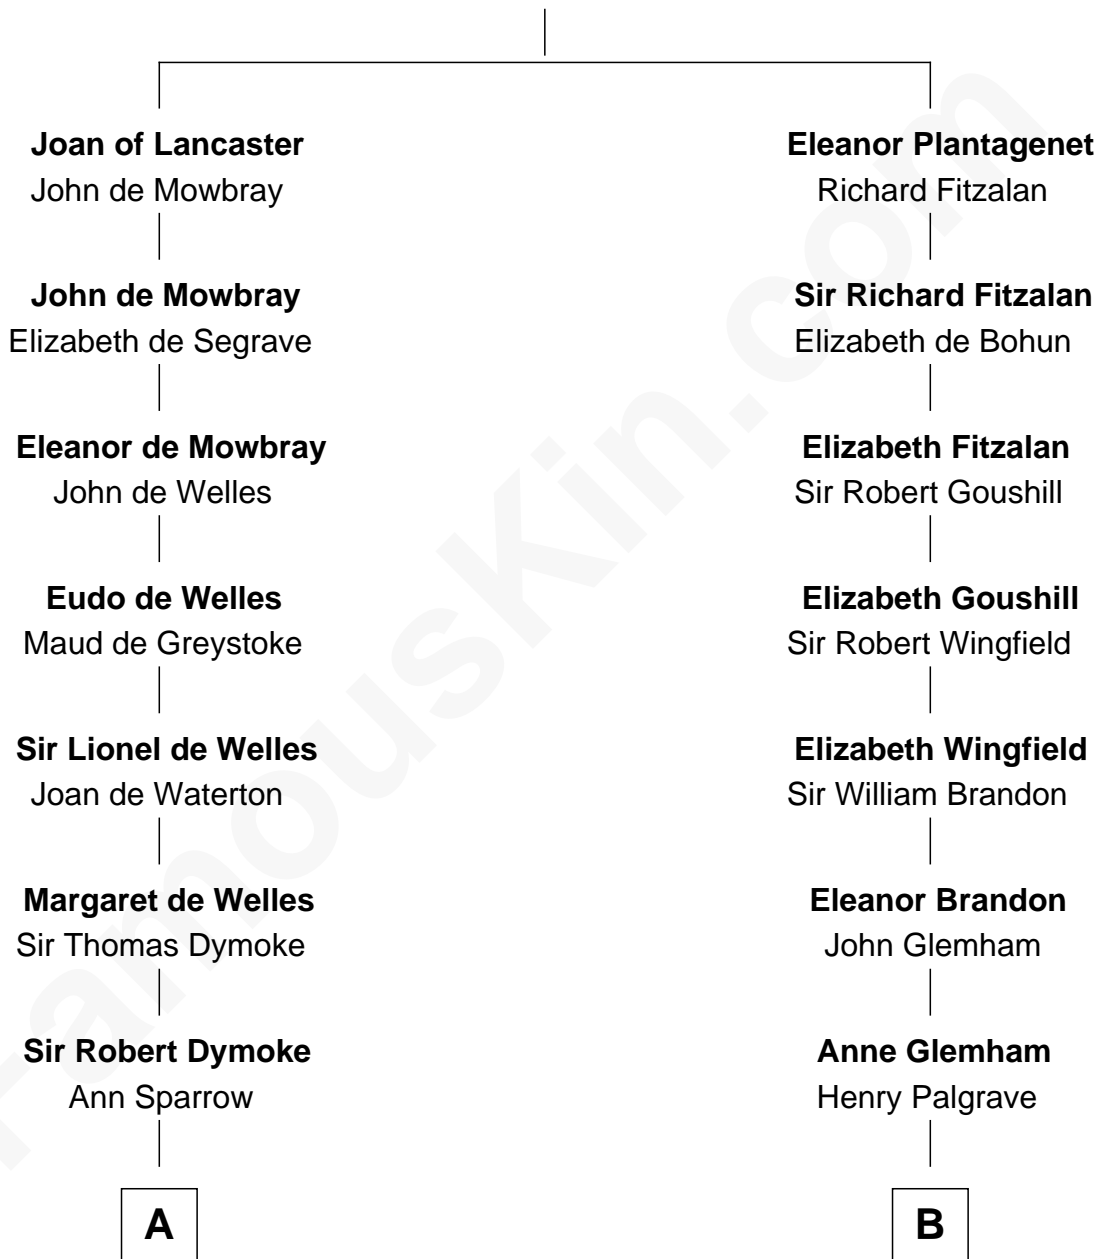 Joan of Lancaster
John de Mowbray
John de Mowbray
Elizabeth de Segrave
Eleanor de Mowbray
John de Welles
Eudo de Welles
Maud de Greystoke
Sir Lionel de Welles
Joan de Waterton
Margaret de Welles
Sir Thomas Dymoke
Sir Robert Dymoke
Ann Sparrow
A
Eleanor Plantagenet
Richard Fitzalan
Sir Richard Fitzalan
Elizabeth de Bohun
Elizabeth Fitzalan
Sir Robert Goushill
Elizabeth Goushill
Sir Robert Wingfield
Elizabeth Wingfield
Sir William Brandon
Eleanor Brandon
John Glemham
Anne Glemham
Henry Palgrave
B
FamousKin.com